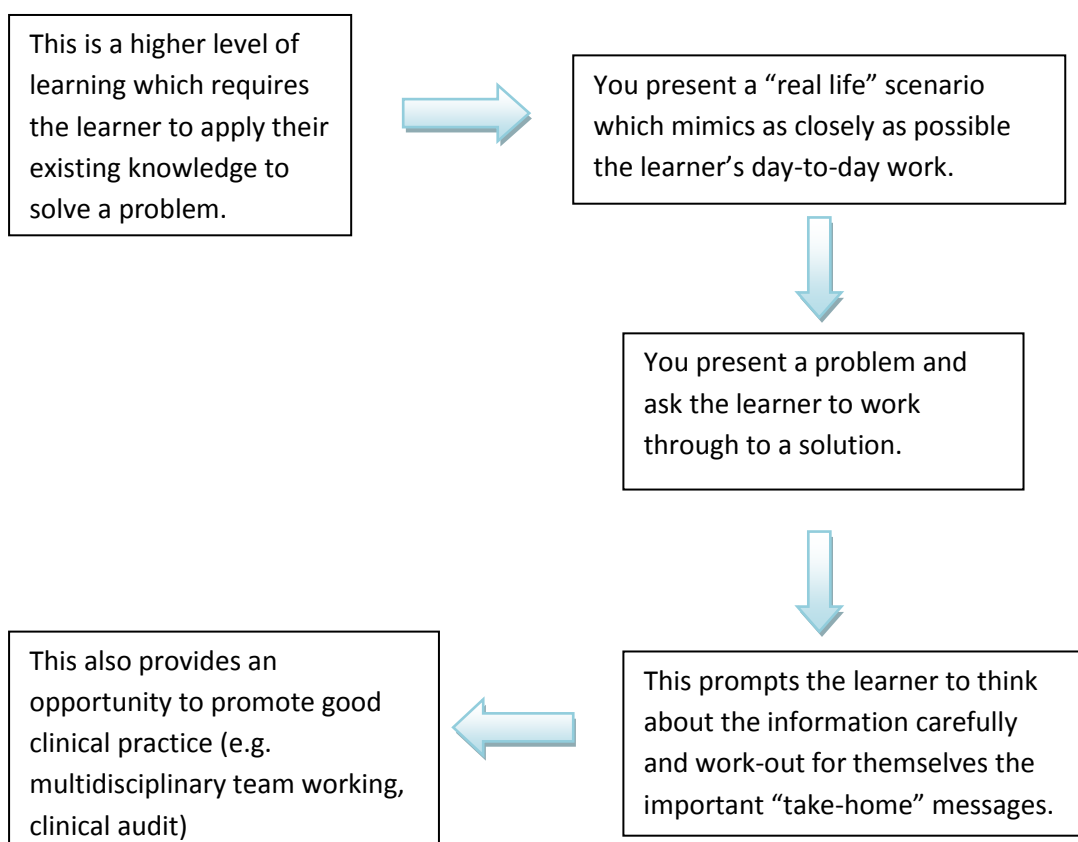 This is a higher level of
learning which requires
the learner to apply their
existing knowledge to
solve a problem.
You present a “real life” scenario
which mimics as closely as possible
the learner’s day-to-day work.
You present a problem and
ask the learner to work
through to a solution.
This prompts the learner to think
about the information carefully
and work-out for themselves the
important “take-home” messages.
This also provides an
opportunity to promote good
clinical practice (e.g.
multidisciplinary team working,
clinical audit)